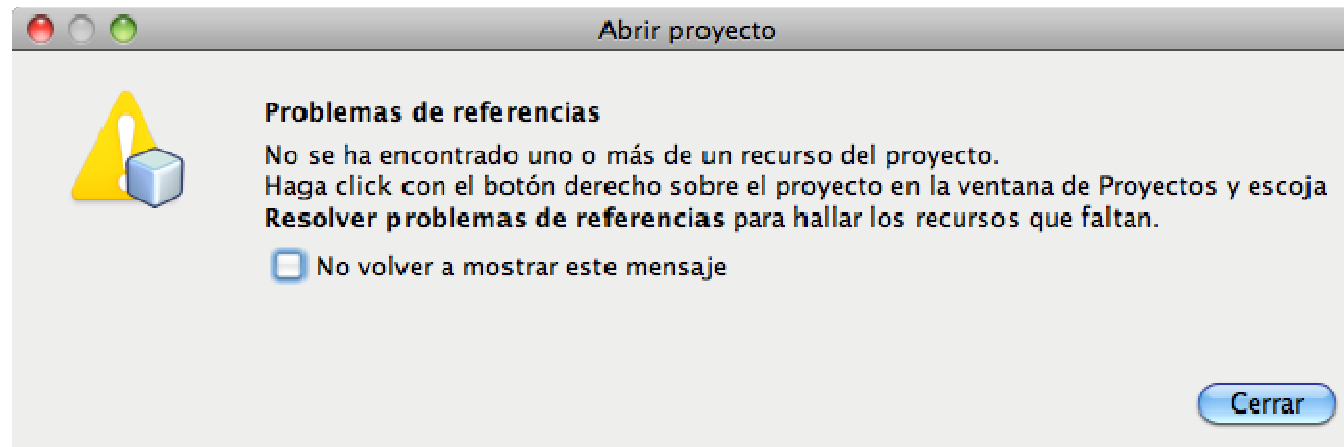 Abrir proyecto
Problemas de referencias
No se ha encontrado uno o más de un recurso del proyecto.
Haga click con el botón derecho sobre el proyecto en la ventana de Proyectos y escoja
Resolver problemas de referencias para hallar los recursos que faltan.
No volver a mostrar este mensaje
Cerrar